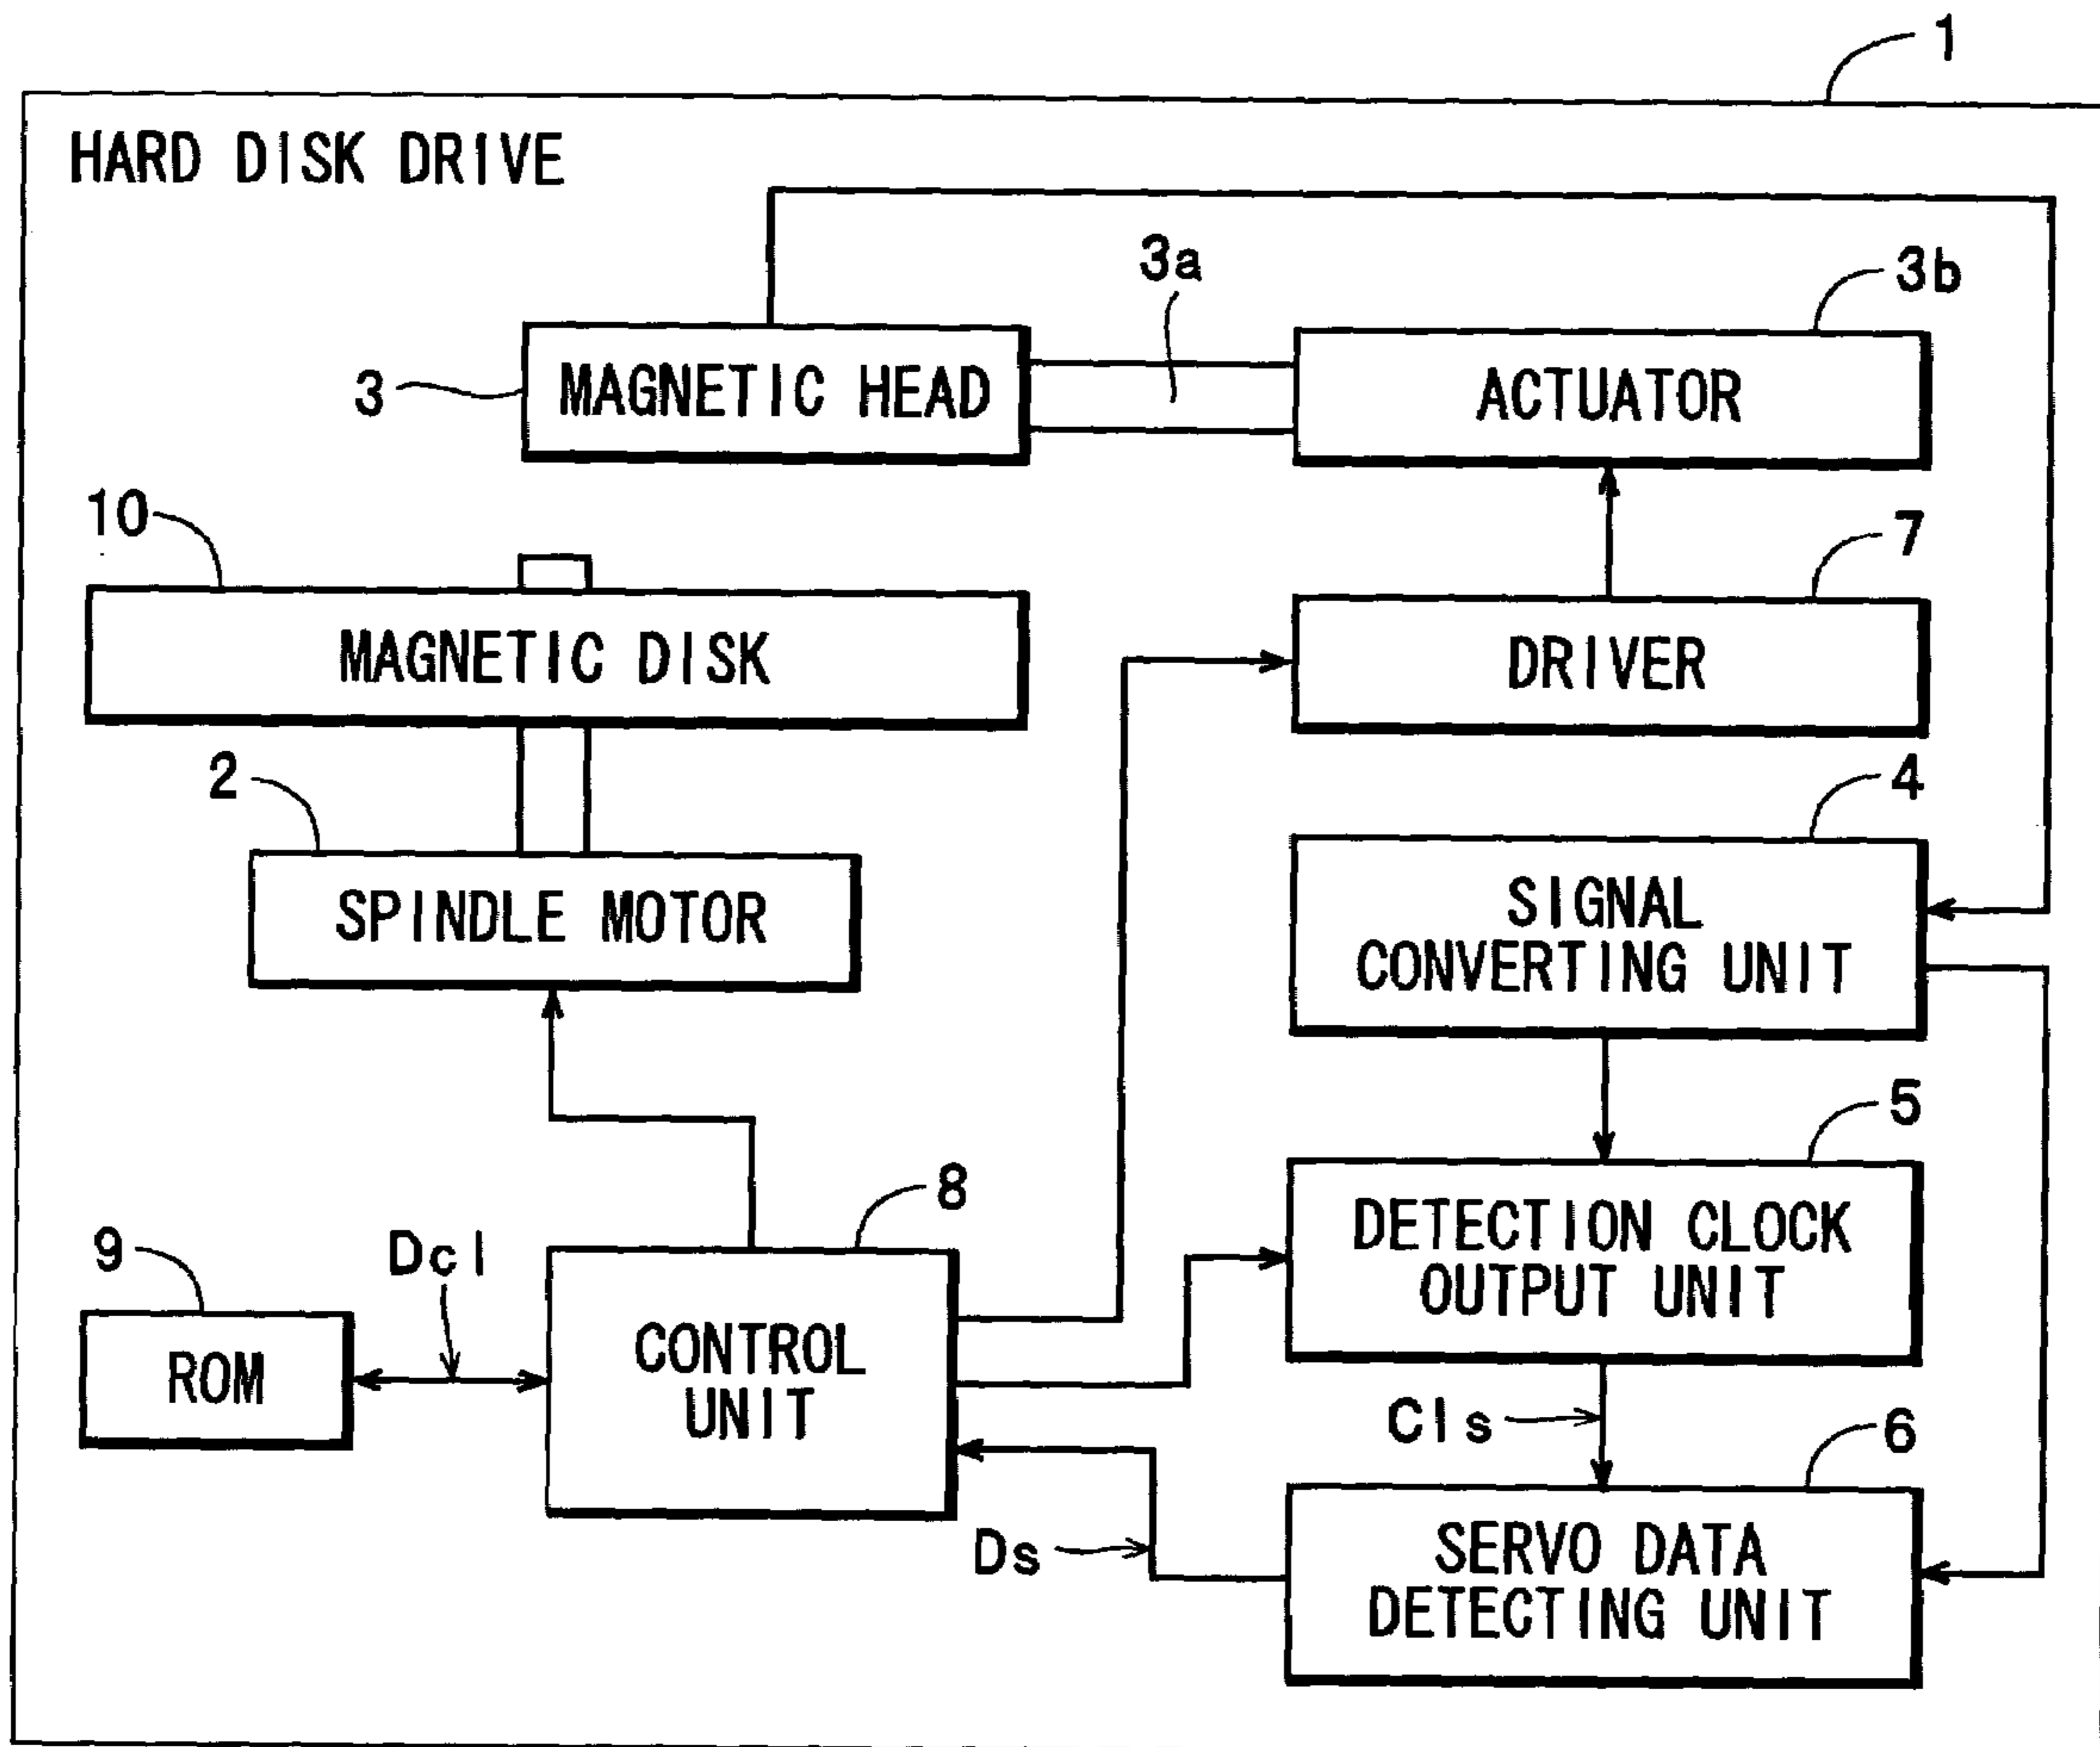 1
HARD DISK DRIVE
3a
3b
3
MAGNETIC HEAD
ACTUATOR
10
7
MAGNETIC DISK
DRIVER
2
4
SPINDLE MOTOR
SIGNAL
CONVERTING UNIT
5
8
DETECTION CLOCK
OUTPUT UNIT
9
Dcl
ROM
CONTROL
UNIT
Cls
6
Ds
SERVO DATA
DETECTING UNIT